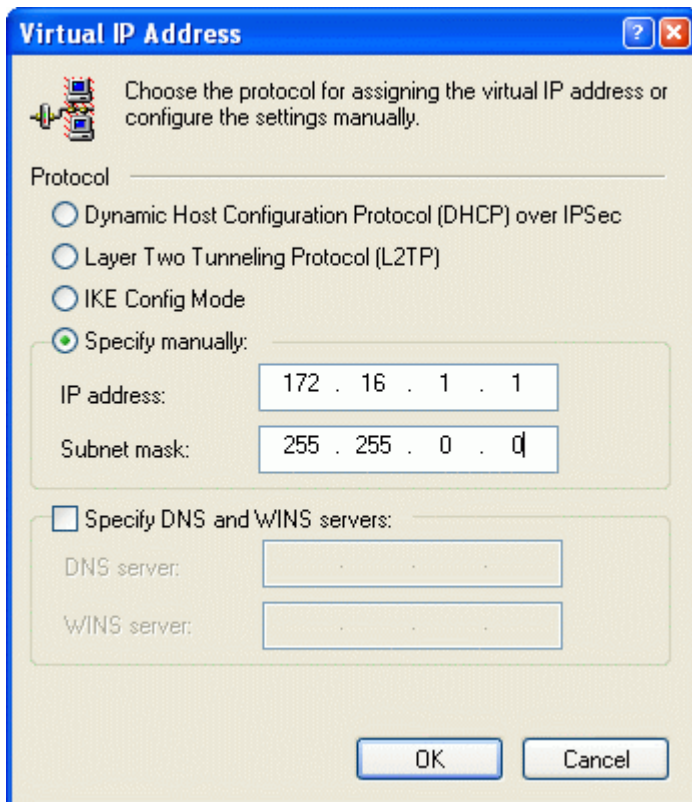 Virtual IP Address
?
Choose the protocol for assigning the virtual IP address or
configure the settings manually.
Protocol
Dynamic Host Configuration Protocol (DHCP) over IPSec
Layer Two Tunneling Protocol (L2TP)
IKE Config Mode
Specify manually:
IP address: 172 . 16 . 1 . 1
Subnet mask: 255 . 255 . 0 . 0
Specify DNS and WINS servers:
DNS server: . . .
WINS server: . . .
OK Cancel